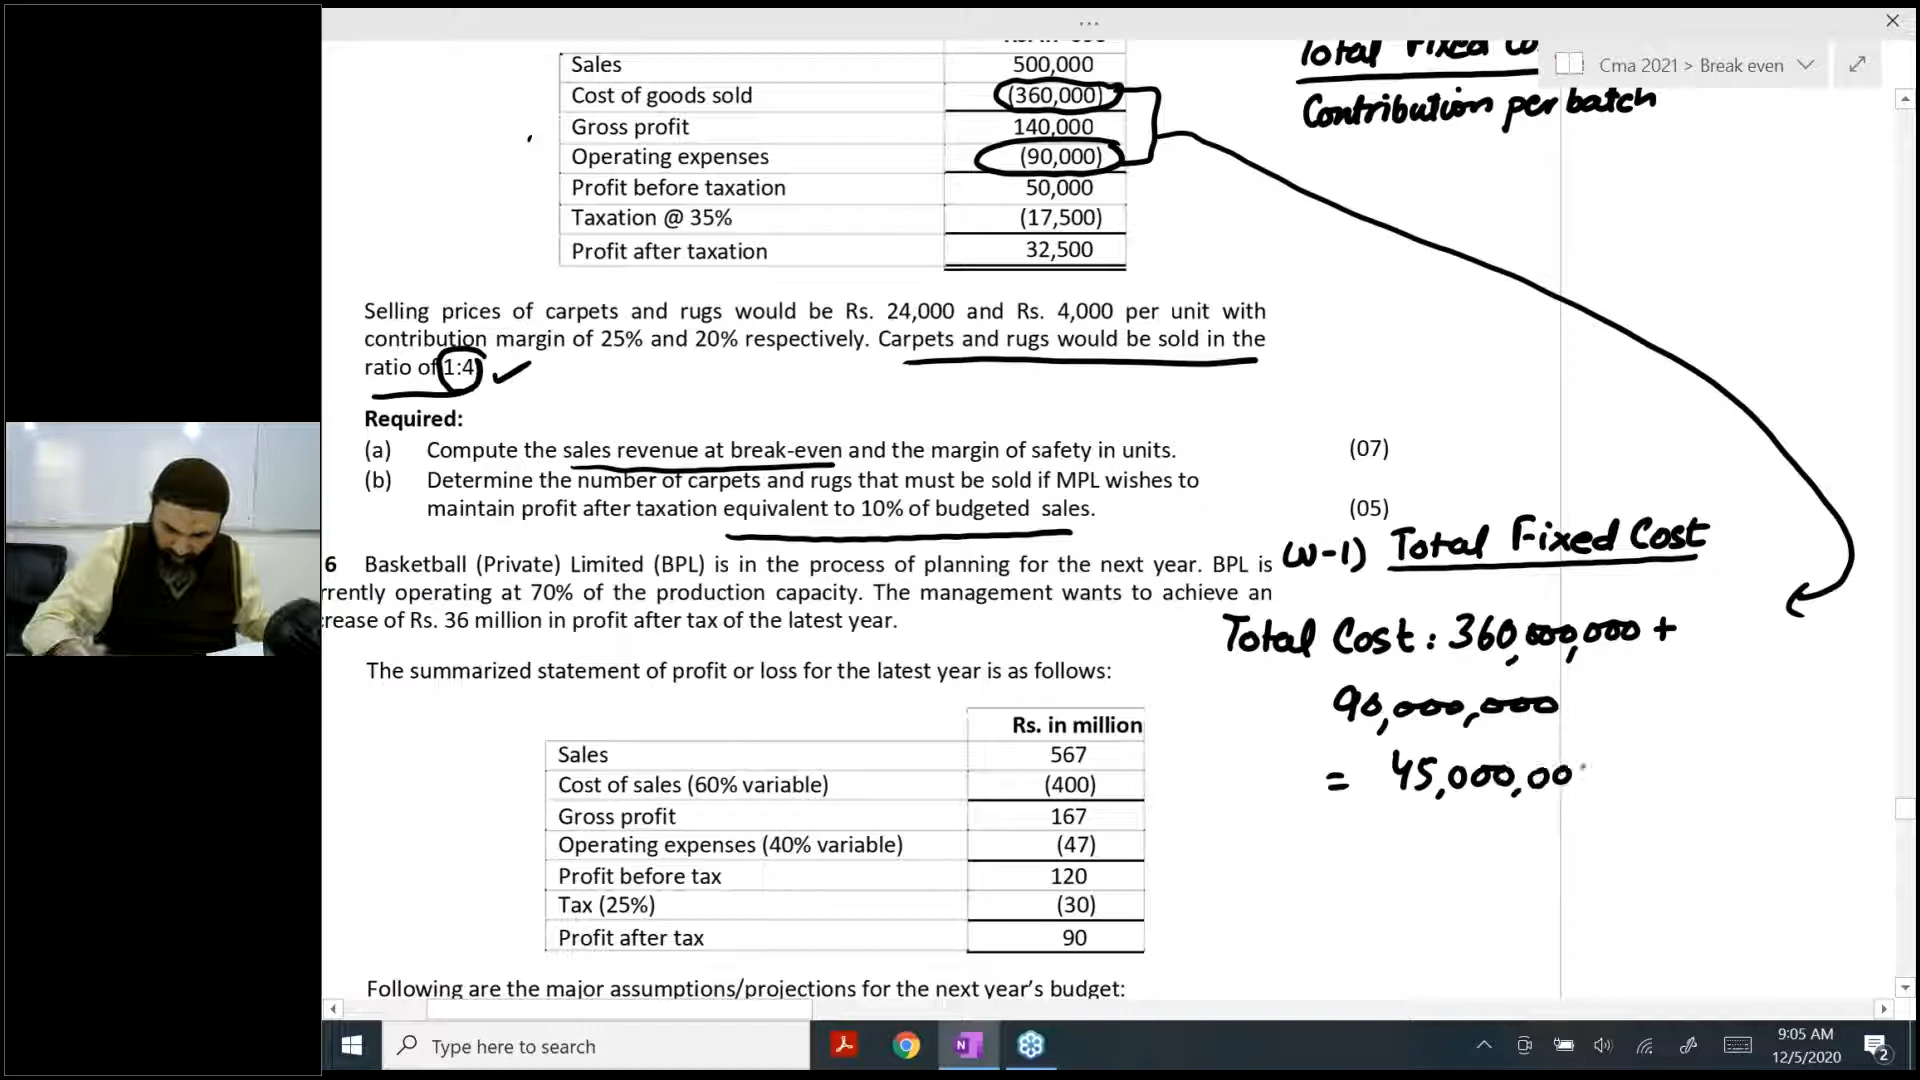 Sales 500,000
Cost of goods sold (360,000)
Gross profit 140,000
Operating expenses (90,000)
Profit before taxation 50,000
Taxation @ 35% (17,500)
Profit after taxation 32,500
Total Fixed Co
Contribution per batch
Cma 2021 > Break even
Selling prices of carpets and rugs would be Rs. 24,000 and Rs. 4,000 per unit with
contribution margin of 25% and 20% respectively. Carpets and rugs would be sold in the
ratio of 1:4
Required:
(a) Compute the sales revenue at break-even and the margin of safety in units. (07)
(b) Determine the number of carpets and rugs that must be sold if MPL wishes to
maintain profit after taxation equivalent to 10% of budgeted sales. (05)
6 Basketball (Private) Limited (BPL) is in the process of planning for the next year. BPL is
rrently operating at 70% of the production capacity. The management wants to achieve an
crease of Rs. 36 million in profit after tax of the latest year.
The summarized statement of profit or loss for the latest year is as follows:
Rs. in million
Sales 567
Cost of sales (60% variable) (400)
Gross profit 167
Operating expenses (40% variable) (47)
Profit before tax 120
Tax (25%) (30)
Profit after tax 90
Following are the major assumptions/projections for the next year's budget:
(W-1) Total Fixed Cost
Total Cost : 360,000,000 +
90,000,000
= 45,000,00
Type here to search
9:05 AM
12/5/2020
2